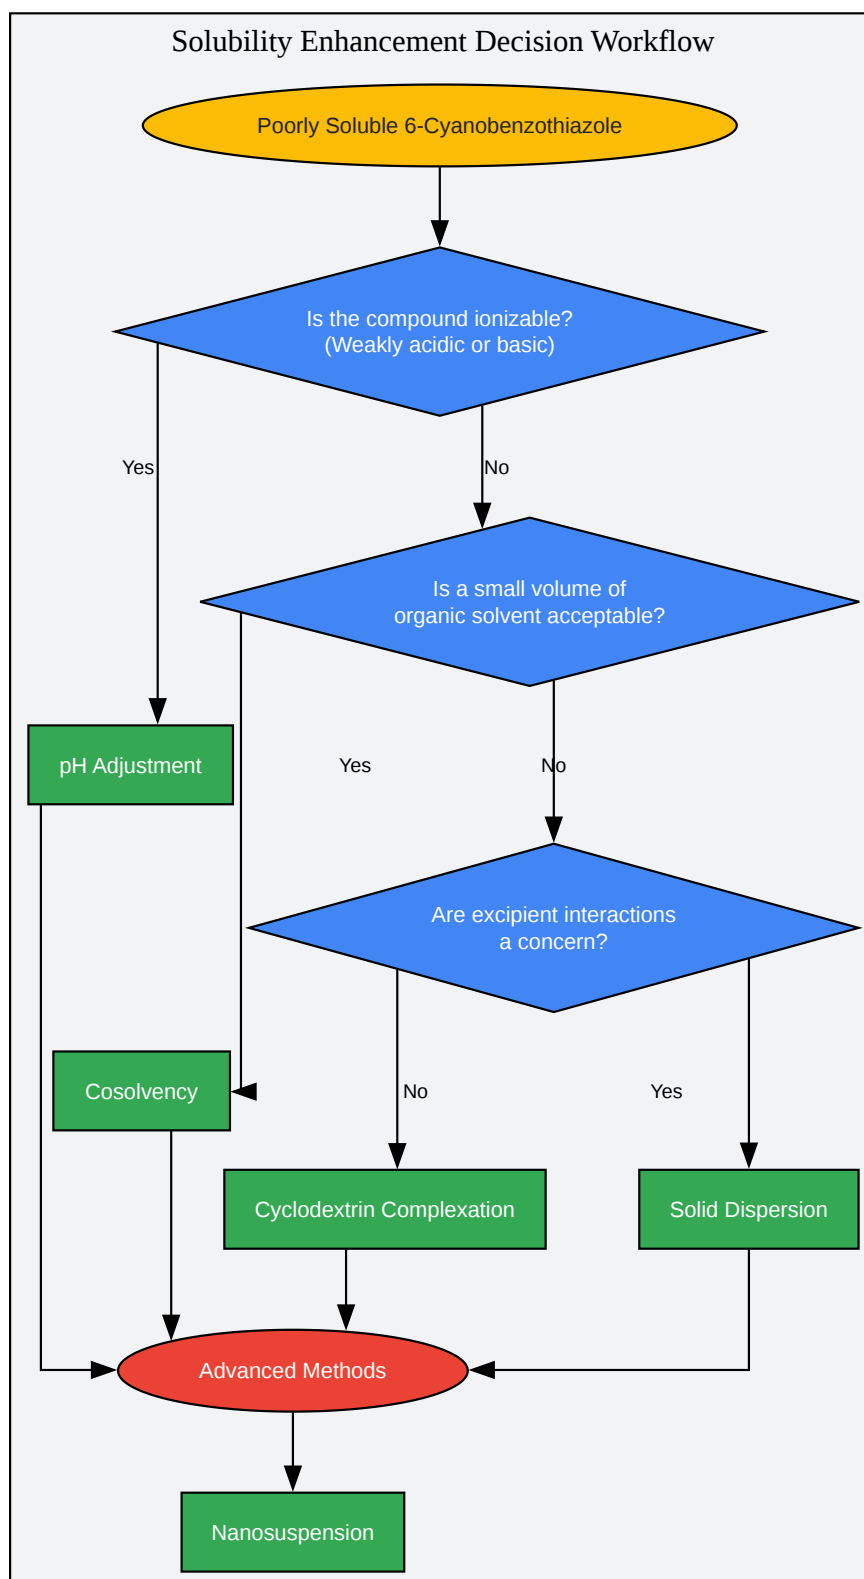 Solubility Enhancement Decision Workflow
Poorly Soluble 6-Cyanobenzothiazole
Is the compound ionizable?
(Weakly acidic or basic)
Yes
No
Is a small volume of
organic solvent acceptable?
pH Adjustment
Yes
No
Are excipient interactions
a concern?
Cosolvency
No
Yes
Cyclodextrin Complexation
Solid Dispersion
Advanced Methods
Nanosuspension